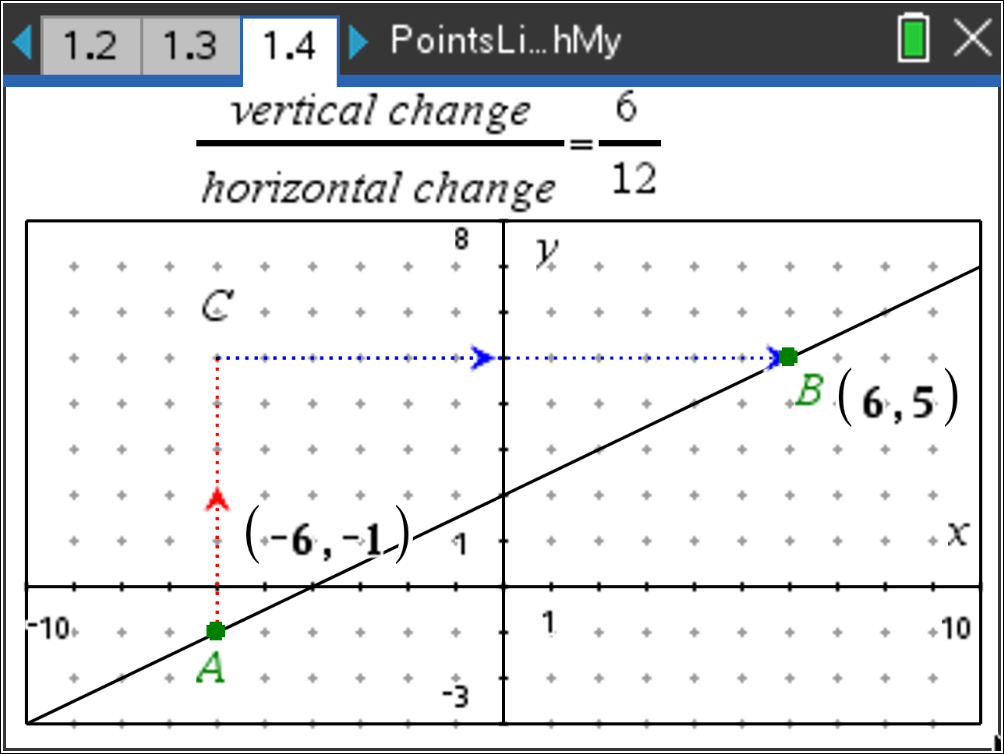 1.2 1.3 1.4 PointsLi...hMy
vertical change
horizontal change
=
6
12
8
y
C
B (6,5)
(-6,-1)
1
x
-10
1
10
A
-3